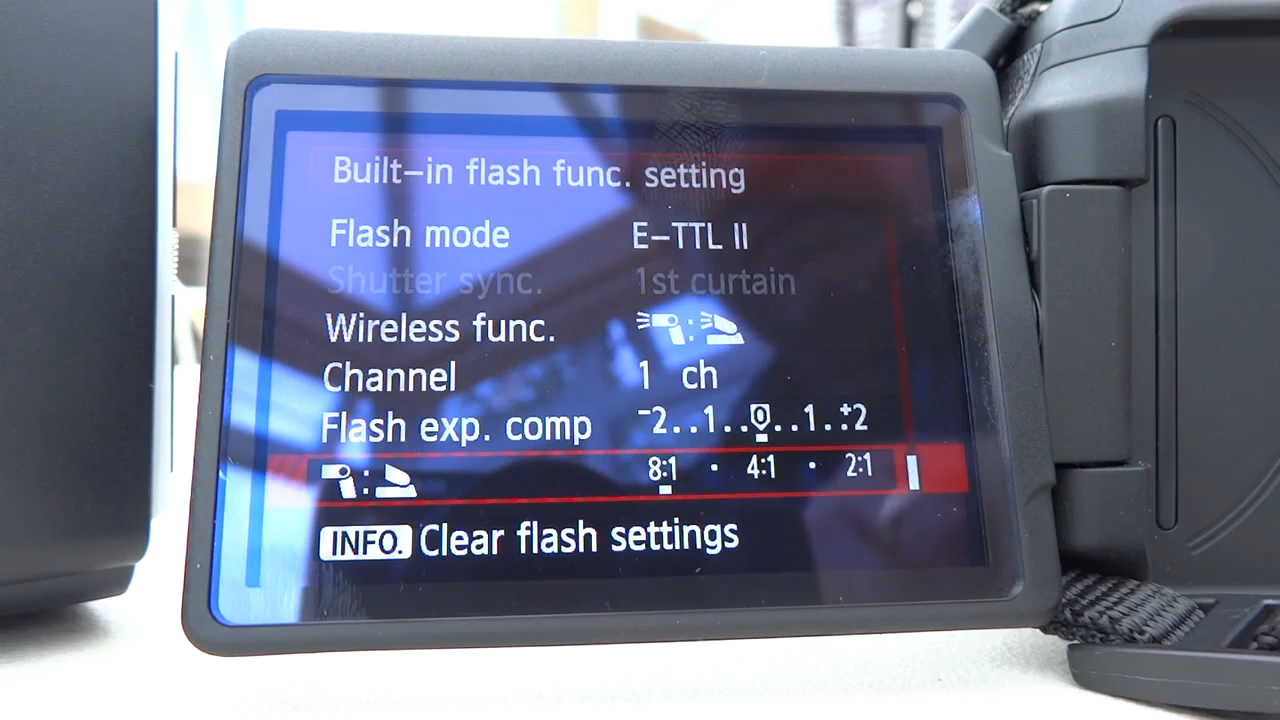 Built-in flash func. setting
Flash mode E-TTL II
Shutter sync. 1st curtain
Wireless func. :
Channel 1 ch
Flash exp. comp -2..1..0..1..+2
: 8:1 · 4:1 · 2:1
INFO. Clear flash settings